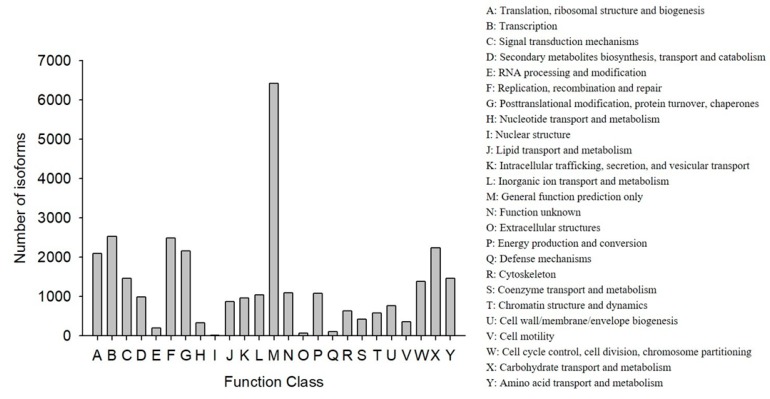 A: Translation, ribosomal structure and biogenesis
B: Transcription
C: Signal transduction mechanisms
D: Secondary metabolites biosynthesis, transport and catabolism
E: RNA processing and modification
F: Replication, recombination and repair
G: Posttranslational modification, protein turnover, chaperones
H: Nucleotide transport and metabolism
I: Nuclear structure
J: Lipid transport and metabolism
K: Intracellular trafficking, secretion, and vesicular transport
L: Inorganic ion transport and metabolism
M: General function prediction only
N: Function unknown
O: Extracellular structures
P: Energy production and conversion
Q: Defense mechanisms
R: Cytoskeleton
S: Coenzyme transport and metabolism
T: Chromatin structure and dynamics
U: Cell wall/membrane/envelope biogenesis
V: Cell motility
W: Cell cycle control, cell division, chromosome partitioning
X: Carbohydrate transport and metabolism
Y: Amino acid transport and metabolism
Number of isoforms
7000
6000
5000
4000
3000
2000
1000
0
A B C D E F G H I J K L M N O P Q R S T U V W X Y
Function Class